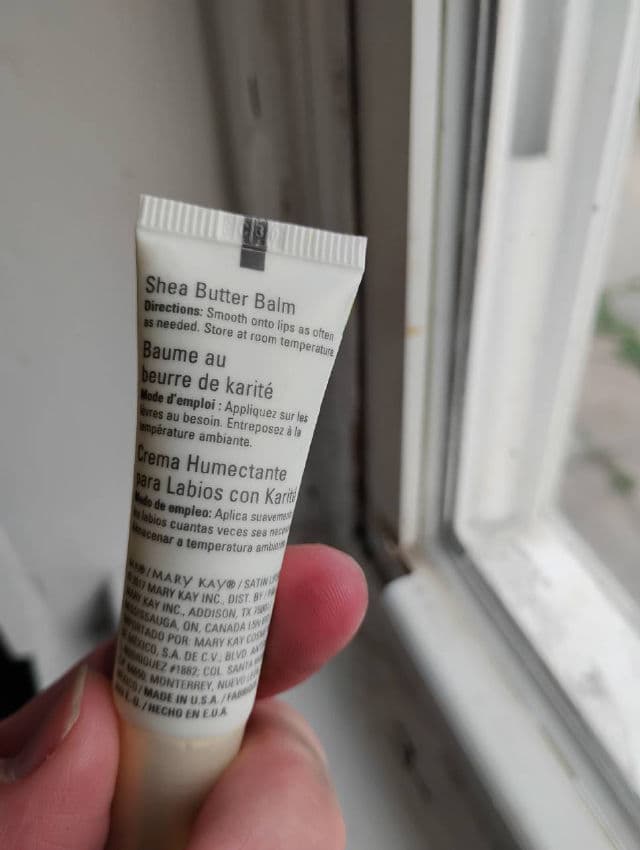 Shea Butter Balm
Directions: Smooth onto lips as often
as needed. Store at room temperature
Baume au
beurre de karité
Mode d'emploi : Appliquez sur les
lèvres au besoin. Entreposez à la
température ambiante.
Crema Humectante
para Labios con Karité
Modo de empleo: Aplica suavemente
labios cuantas veces sea
almacenar a temperatura ambiente
/ MARY KAY® / SATIN
©2017 MARY KAY INC. DIST. BY /
MARY KAY INC., ADDISON, TX
MISSISSAUGA, ON, CANADA L5N
IMPORTADO POR: MARY KAY
DE MÉXICO, S.A. DE C.V., BLVD.
RODRÍGUEZ #1882; COL. SANTA
MONTERREY, NUEVO
/ MADE IN U.S.A. /
/ HECHO EN E.U.A.